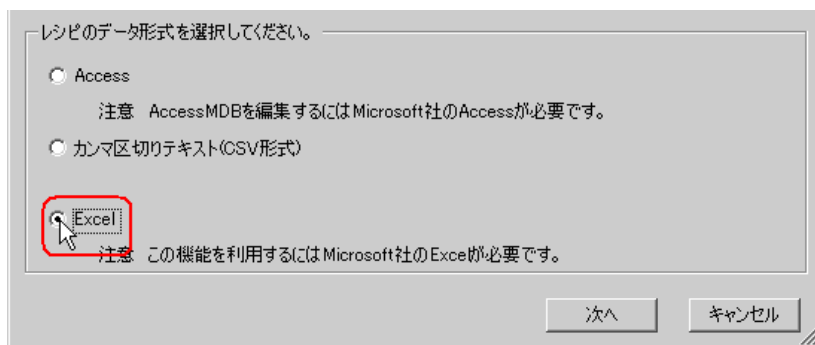 レシピのデータ形式を選択してください。
Access
注意 AccessMDBを編集するにはMicrosoft社のAccessが必要です。
カンマ区切りテキスト(CSV形式)
Excel
注意 この機能を利用するにはMicrosoft社のExcelが必要です。
次へ キャンセル